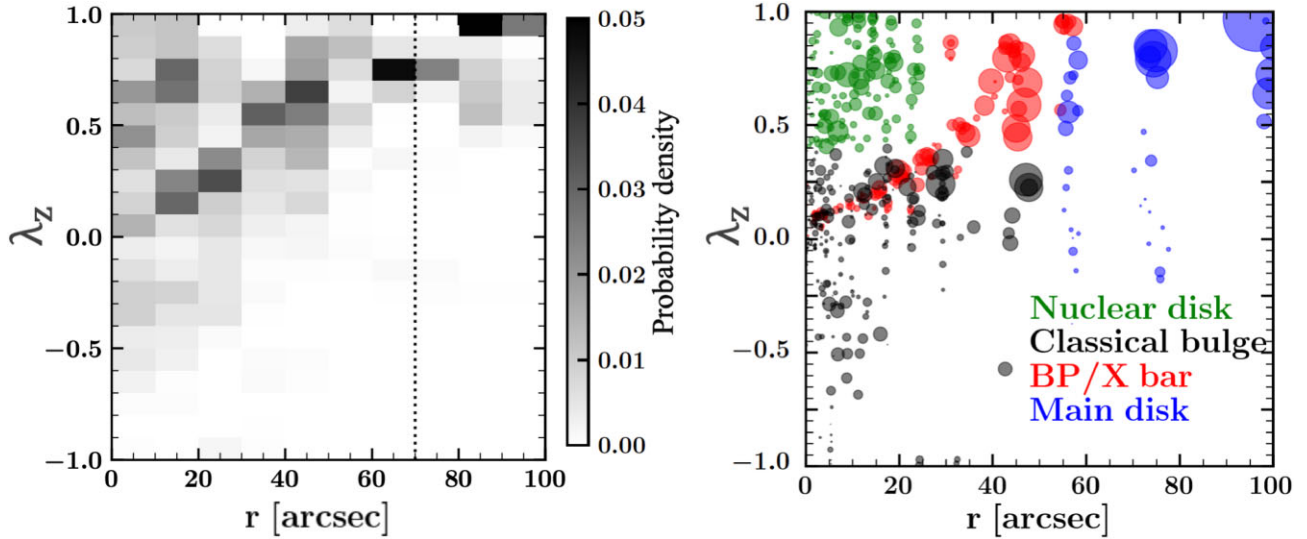 1.0
0.5
0.0
−0.5
−1.0
λz
0 20 40 60 80 100
r [arcsec]
0.05
0.04
0.03
0.02
0.01
0.00
Probability density
1.0
0.5
0.0
−0.5
−1.0
λz
Nuclear disk
Classical bulge
BP/X bar
Main disk
0 20 40 60 80 100
r [arcsec]